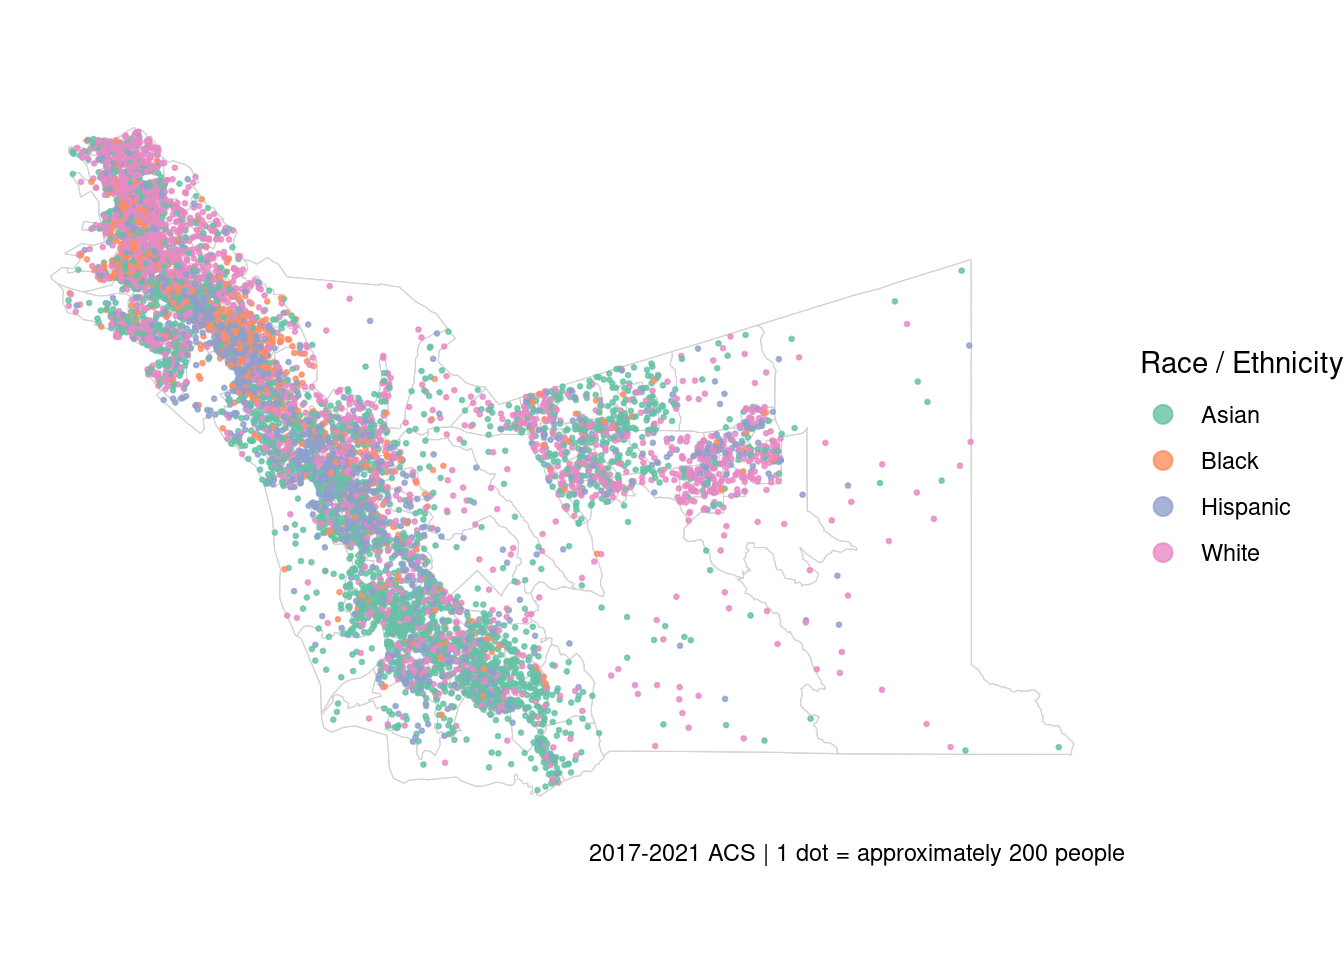 Race / Ethnicity
Asian
Black
Hispanic
White
2017-2021 ACS | 1 dot = approximately 200 people